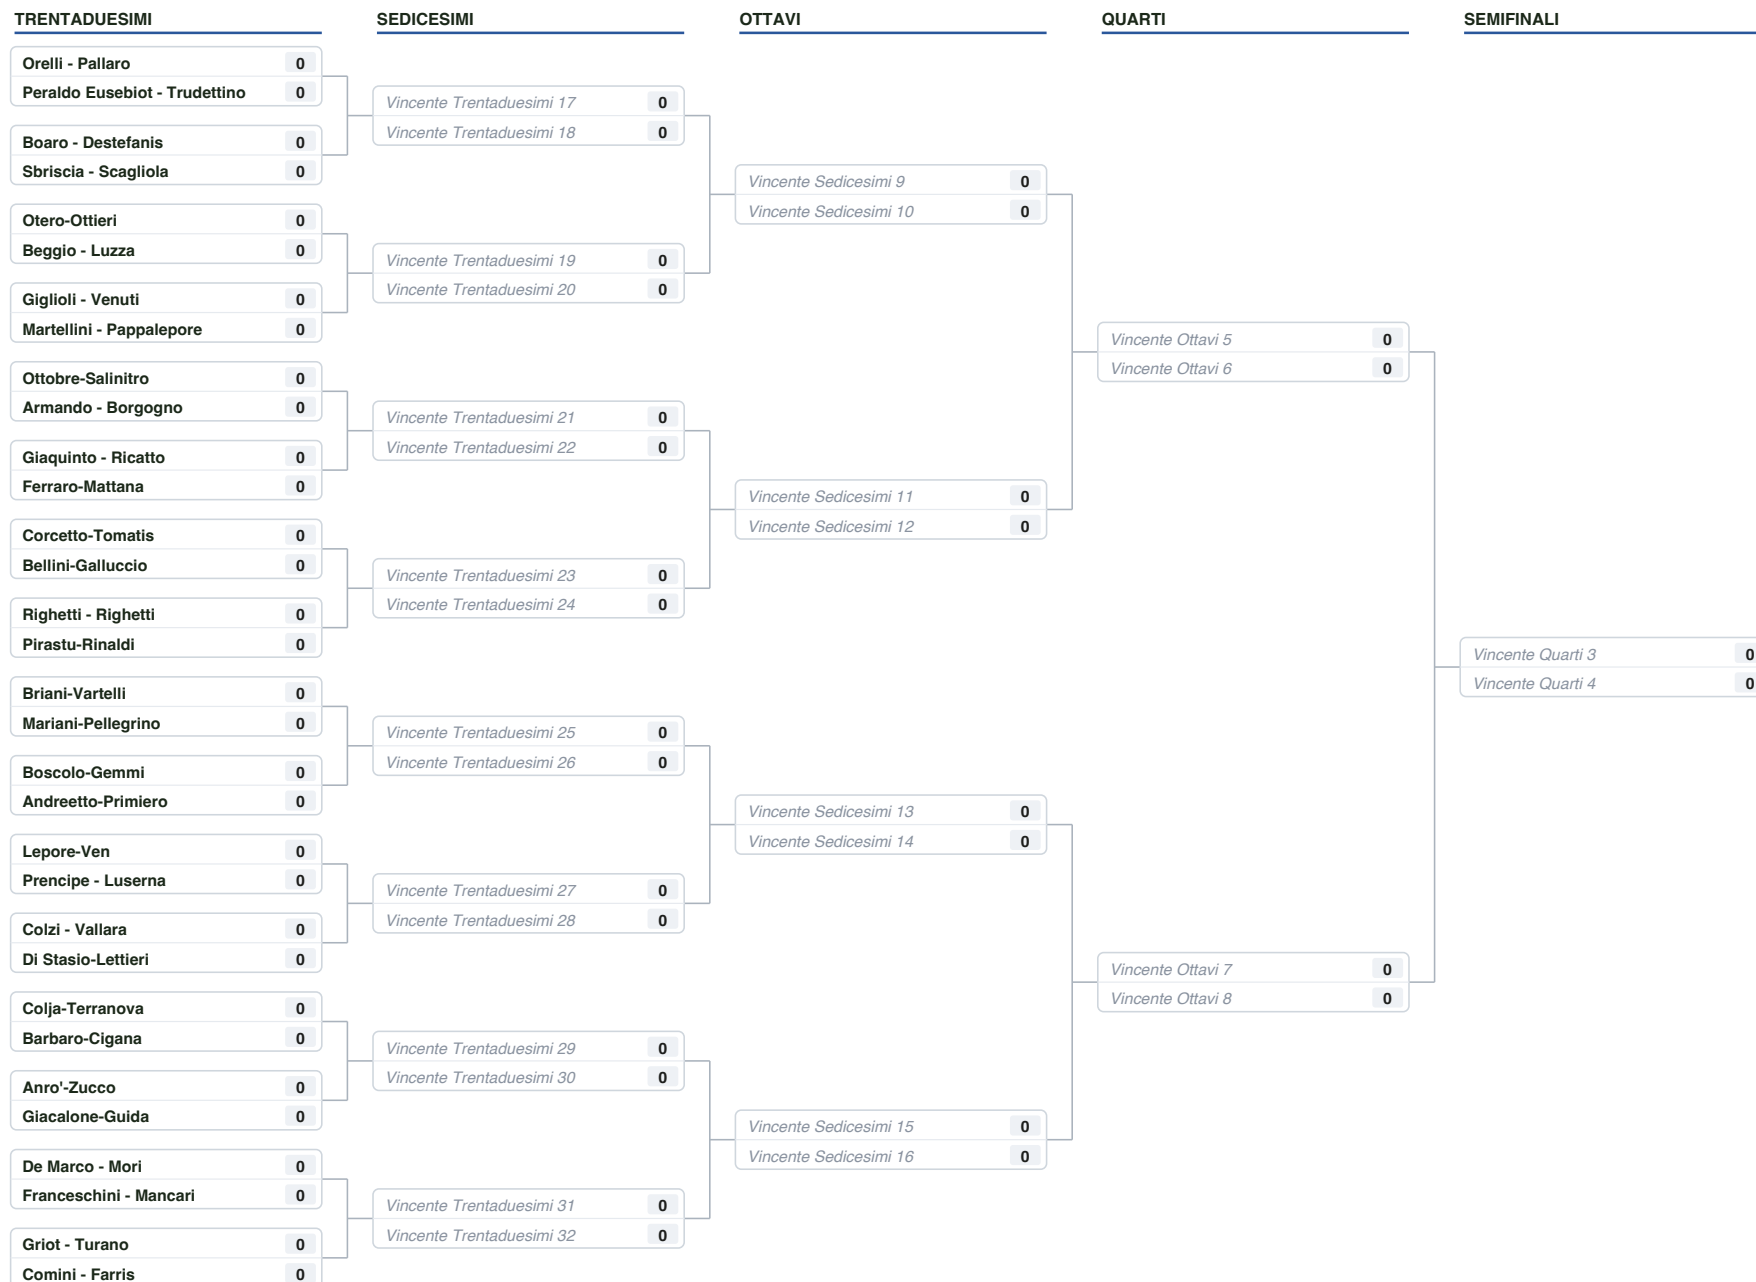 TRENTADUESIMI
Orelli - Pallaro 0
Peraldo Eusebiot - Trudettino 0
Boaro - Destefanis 0
Sbriscia - Scagliola 0
Otero-Ottieri 0
Beggio - Luzza 0
Giglioli - Venuti 0
Martellini - Pappalepore 0
Ottobre-Salinitro 0
Armando - Borgogno 0
Giaquinto - Ricatto 0
Ferraro-Mattana 0
Corcetto-Tomatis 0
Bellini-Galluccio 0
Righetti - Righetti 0
Pirastu-Rinaldi 0
Briani-Vartelli 0
Mariani-Pellegrino 0
Boscolo-Gemmi 0
Andreetto-Primiero 0
Lepore-Ven 0
Prencipe - Luserna 0
Colzi - Vallara 0
Di Stasio-Lettieri 0
Colja-Terranova 0
Barbaro-Cigana 0
Anro'-Zucco 0
Giacalone-Guida 0
De Marco - Mori 0
Franceschini - Mancari 0
Griot - Turano 0
Comini - Farris 0
SEDICESIMI
Vincente Trentaduesimi 17 0
Vincente Trentaduesimi 18 0
Vincente Trentaduesimi 19 0
Vincente Trentaduesimi 20 0
Vincente Trentaduesimi 21 0
Vincente Trentaduesimi 22 0
Vincente Trentaduesimi 23 0
Vincente Trentaduesimi 24 0
Vincente Trentaduesimi 25 0
Vincente Trentaduesimi 26 0
Vincente Trentaduesimi 27 0
Vincente Trentaduesimi 28 0
Vincente Trentaduesimi 29 0
Vincente Trentaduesimi 30 0
Vincente Trentaduesimi 31 0
Vincente Trentaduesimi 32 0
OTTAVI
Vincente Sedicesimi 9 0
Vincente Sedicesimi 10 0
Vincente Sedicesimi 11 0
Vincente Sedicesimi 12 0
Vincente Sedicesimi 13 0
Vincente Sedicesimi 14 0
Vincente Sedicesimi 15 0
Vincente Sedicesimi 16 0
QUARTI
Vincente Ottavi 5 0
Vincente Ottavi 6 0
Vincente Ottavi 7 0
Vincente Ottavi 8 0
SEMIFINALI
Vincente Quarti 3 0
Vincente Quarti 4 0